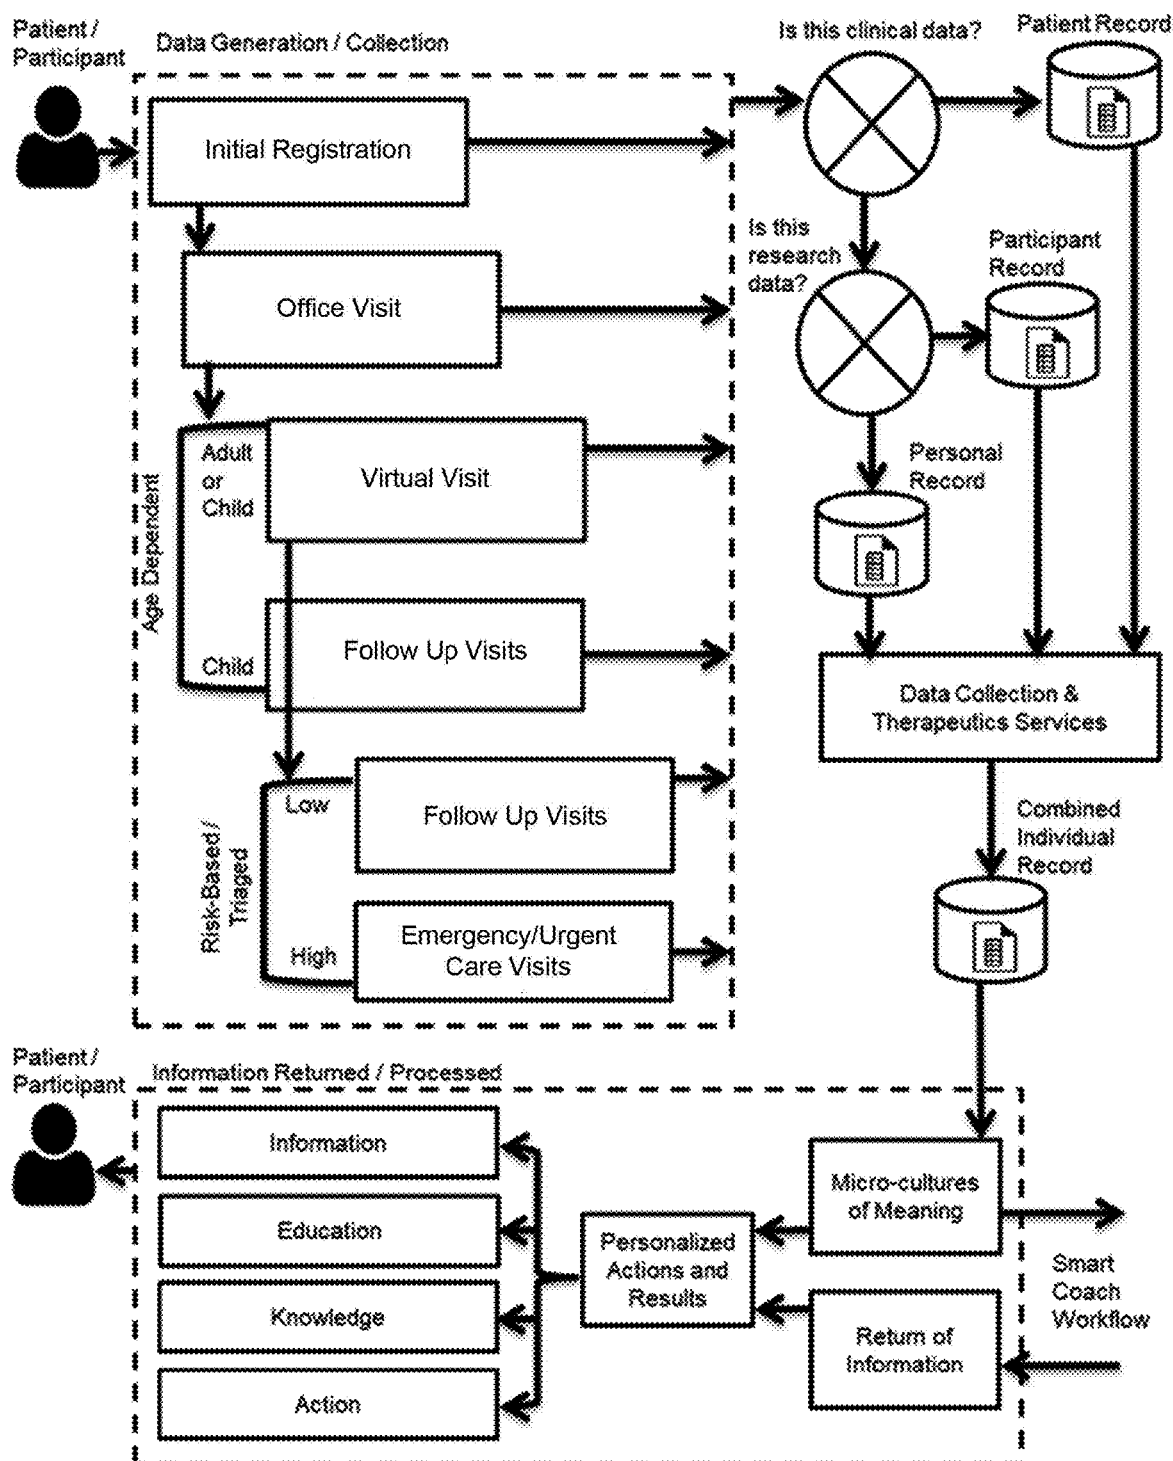 Patient /
Participant
Data Generation / Collection
Is this clinical data?
Patient Record
Initial Registration
Is this
research
data?
Participant
Record
Office Visit
Age Dependent
Adult
or
Child
Virtual Visit
Personal
Record
Child
Follow Up Visits
Data Collection &
Therapeutics Services
Risk-Based /
Triaged
Low
Follow Up Visits
Combined
Individual
Record
High
Emergency/Urgent
Care Visits
Patient /
Participant
Information Returned / Processed
Information
Education
Knowledge
Action
Personalized
Actions and
Results
Micro-cultures
of Meaning
Return of
Information
Smart
Coach
Workflow